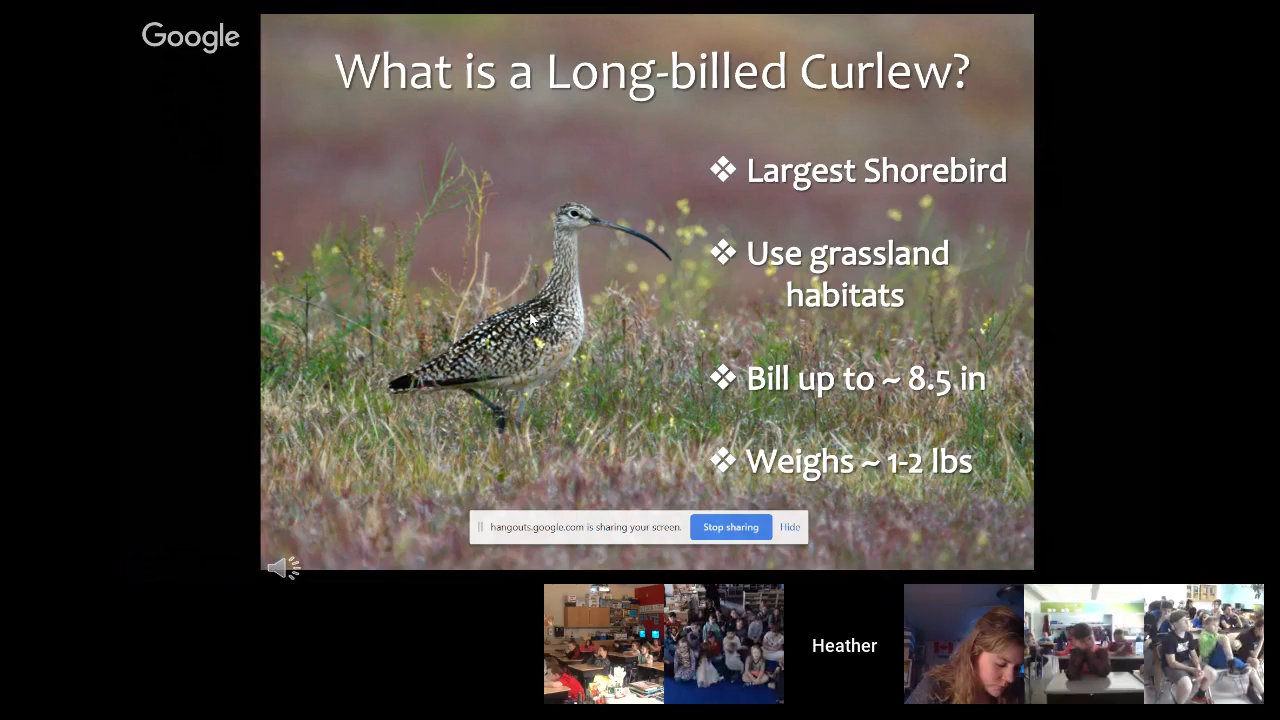 Google
What is a Long-billed Curlew?
❖ Largest Shorebird
❖ Use grassland
habitats
❖ Bill up to ~ 8.5 in
❖ Weighs ~ 1-2 lbs
hangouts.google.com is sharing your screen. Stop sharing Hide
Heather